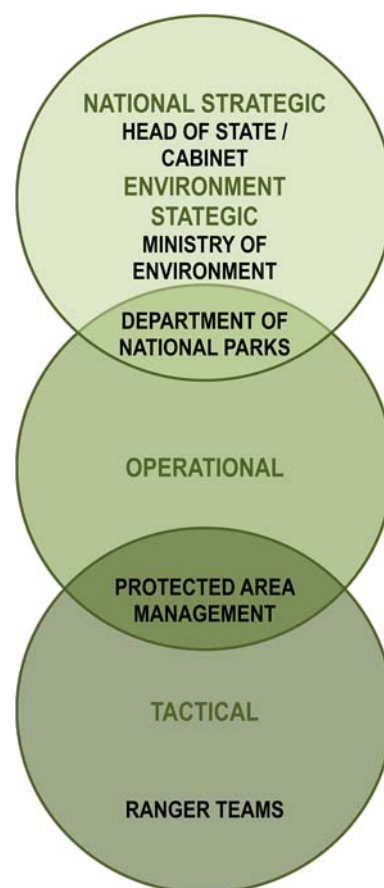 NATIONAL STRATEGIC
HEAD OF STATE /
CABINET
ENVIRONMENT
STATEGIC
MINISTRY OF
ENVIRONMENT
DEPARTMENT OF
NATIONAL PARKS
OPERATIONAL
PROTECTED AREA
MANAGEMENT
TACTICAL
RANGER TEAMS